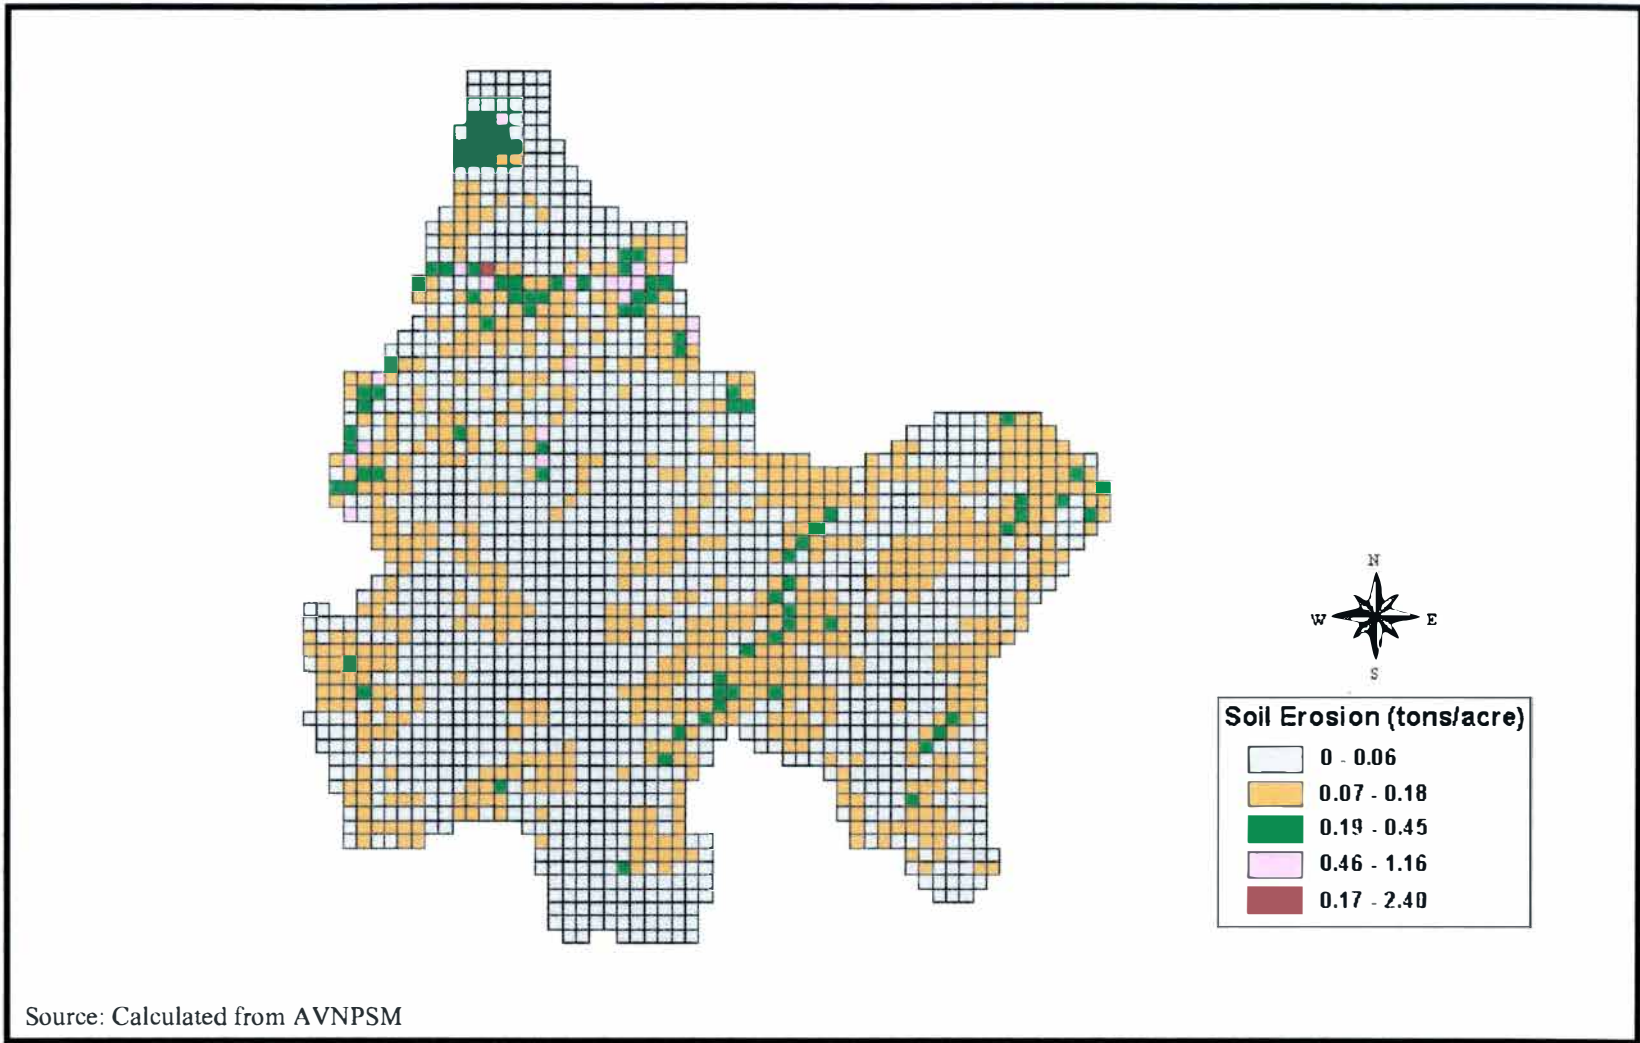 N
W E
S
Soil Erosion (tons/acre)
0 - 0.06
0.07 - 0.18
0.19 - 0.45
0.46 - 1.16
0.17 - 2.40
Source: Calculated from AVNPSM